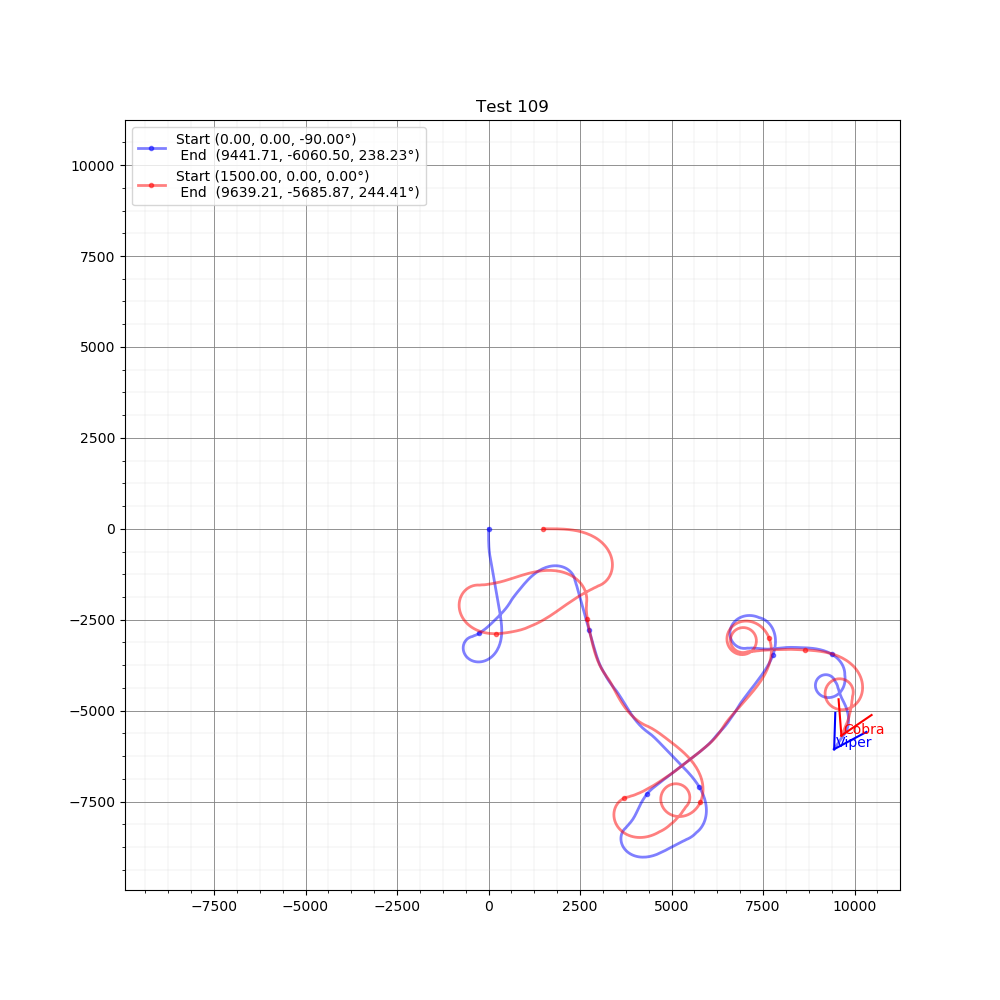 Test 109
Start (0.00, 0.00, -90.00°)
End  (9441.71, -6060.50, 238.23°)
Start (1500.00, 0.00, 0.00°)
End  (9639.21, -5685.87, 244.41°)
10000
7500
5000
2500
0
−2500
−5000
−7500
Cobra
Viper
−7500 −5000 −2500 0 2500 5000 7500 10000